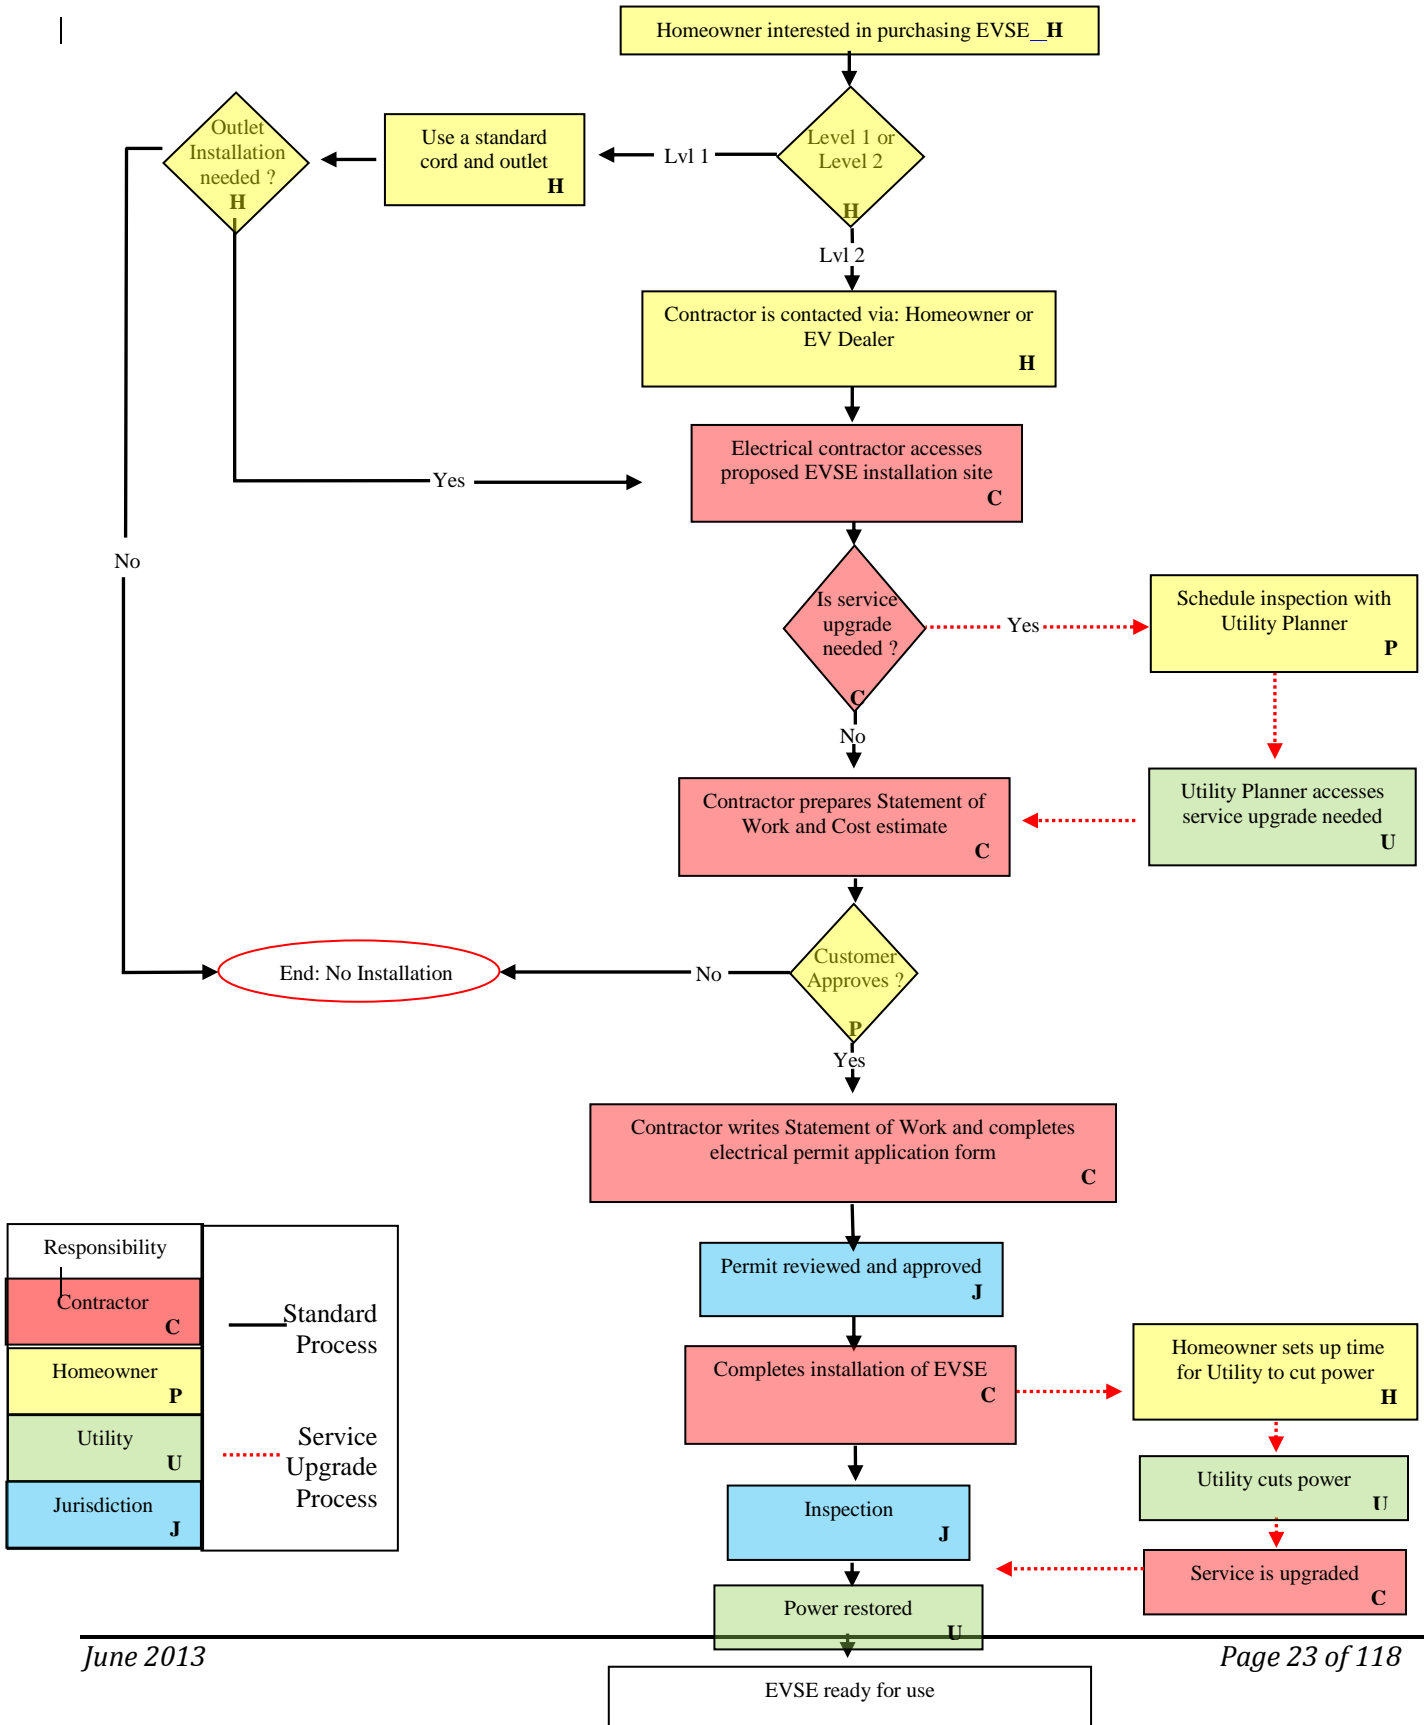 Homeowner interested in purchasing EVSE  H
Level 1 or
Level 2
H
Lvl 1
Use a standard
cord and outlet
H
Outlet
Installation
needed ?
H
Lvl 2
Contractor is contacted via: Homeowner or
EV Dealer
H
Electrical contractor accesses
proposed EVSE installation site
C
Yes
No
Is service
upgrade
needed ?
C
Yes
Schedule inspection with
Utility Planner
P
No
Contractor prepares Statement of
Work and Cost estimate
C
Utility Planner accesses
service upgrade needed
U
Customer
Approves ?
P
No
End: No Installation
Yes
Contractor writes Statement of Work and completes
electrical permit application form
C
Permit reviewed and approved
J
Completes installation of EVSE
C
Homeowner sets up time
for Utility to cut power
H
Utility cuts power
U
Inspection
J
Service is upgraded
C
Power restored
U
EVSE ready for use
Responsibility
Contractor
C
Homeowner
P
Utility
U
Jurisdiction
J
Standard
Process
Service
Upgrade
Process
June 2013
Page 23 of 118